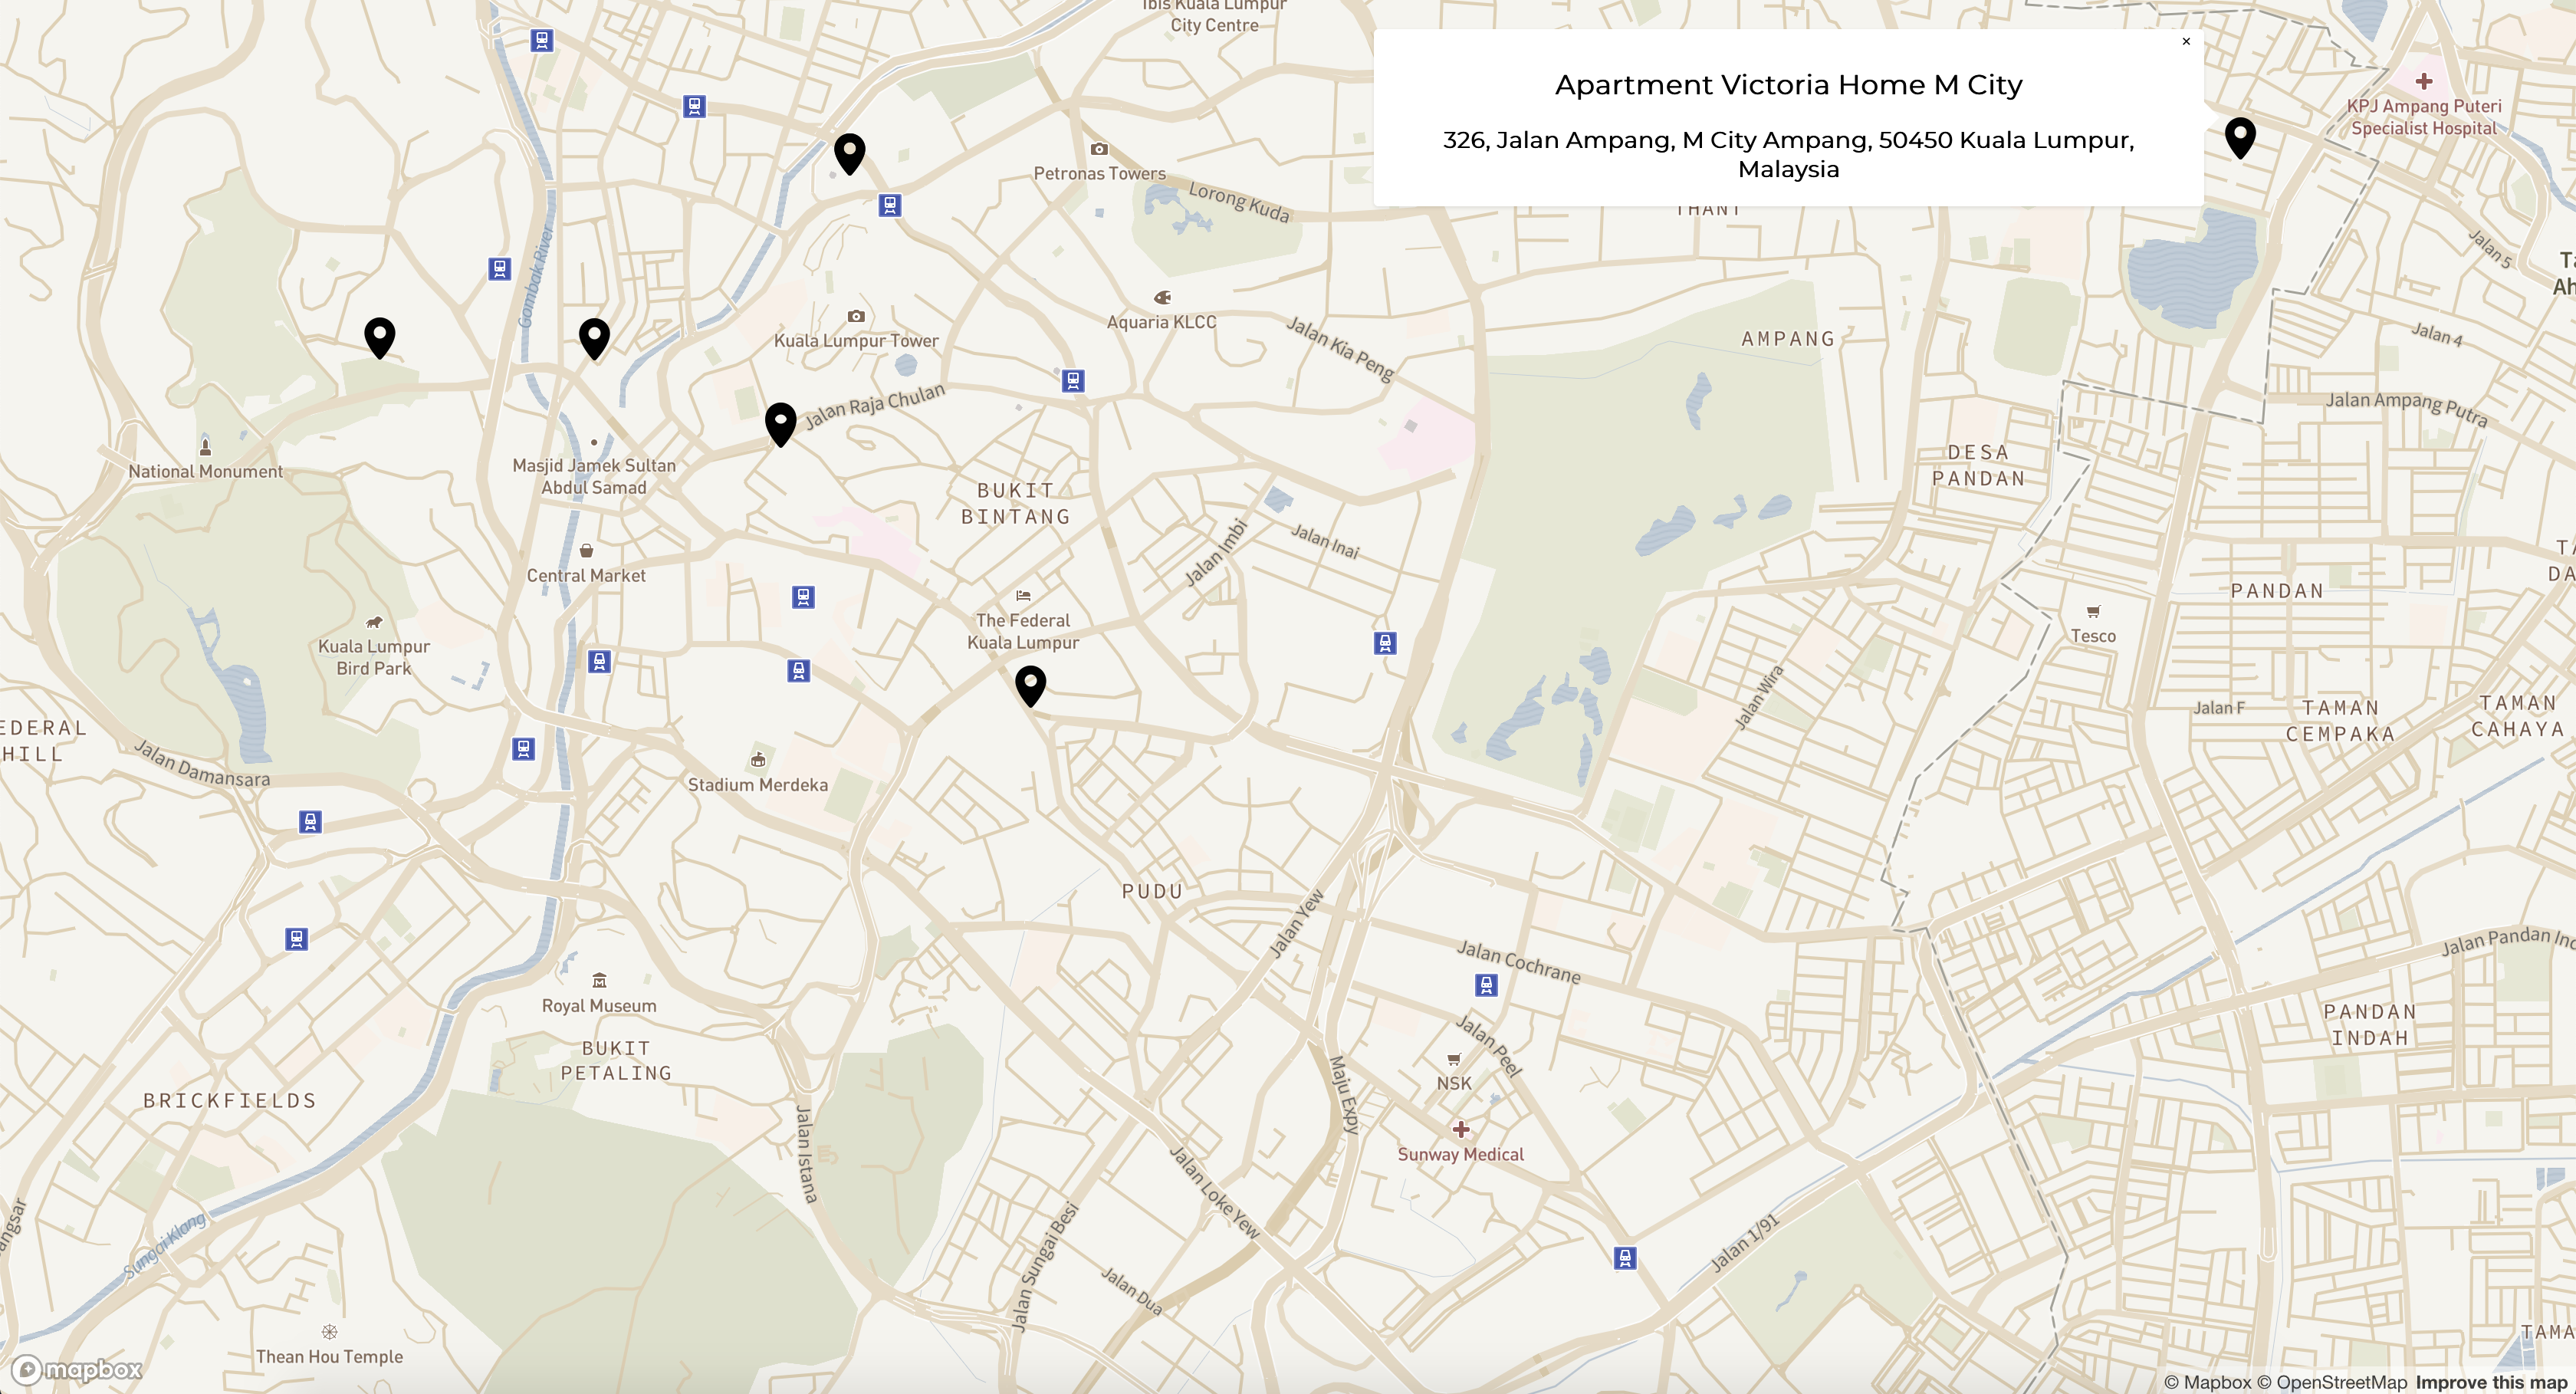 Ibis Kuala Lumpur
City Centre
×
Apartment Victoria Home M City
326, Jalan Ampang, M City Ampang, 50450 Kuala Lumpur,
Malaysia
KPJ Ampang Puteri
Specialist Hospital
Petronas Towers
Lorong Kuda
THANT
Jalan 5
Gombak River
Kuala Lumpur Tower
Aquaria KLCC
Jalan Kia Peng
AMPANG
Jalan 4
Jalan Raja Chulan
Jalan Ampang Putra
National Monument
Masjid Jamek Sultan
Abdul Samad
BUKIT
BINTANG
DESA
PANDAN
Jalan Imbi
Jalan Inai
Central Market
PANDAN
The Federal
Kuala Lumpur
Tesco
Kuala Lumpur
Bird Park
Jalan Wira
Jalan F
TAMAN
CEMPAKA
TAMAN
CAHAYA
EDERAL
HILL
Jalan Damansara
Stadium Merdeka
PUDU
Jalan Yew
Jalan Cochrane
Jalan Pandan Ind
Royal Museum
Jalan Peel
PANDAN
INDAH
BUKIT
PETALING
NSK
BRICKFIELDS
Maju Expy
Jalan Istana
Sunway Medical
Jalan Loke Yew
angsar
Sungai Klang
Jalan Sungai Besi
Jalan 1/91
Jalan Dua
TAMA
Thean Hou Temple
mapbox
© Mapbox © OpenStreetMap Improve this map